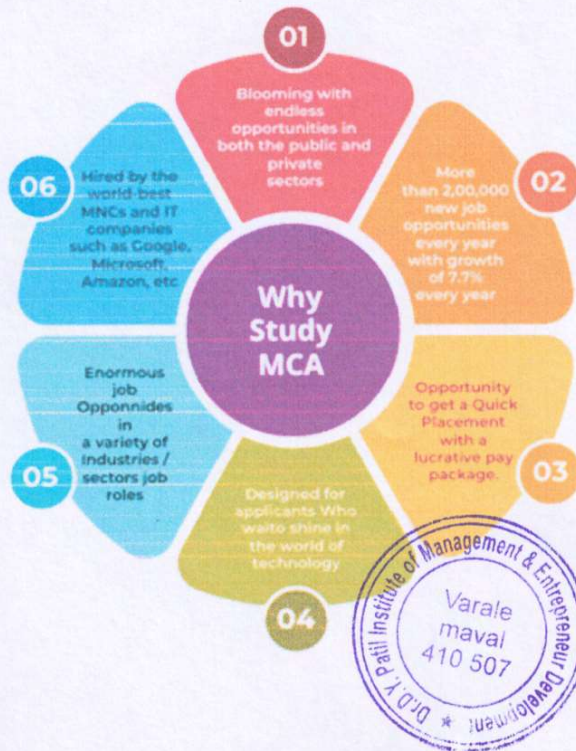 01
Blooming with
endless
opportunities in
both the public and
private
sectors
02
More
than 2,00,000
new job
opportunities
every year
with growth
of 7.7%
every year
Opportunity
to get a Quick
Placement
with a
lucrative pay
package.
03
Designed for
applicants Who
waito shine in
the world of
technology
04
Enormous
job
Opponnides
in
a variety of
Industries /
sectors job
roles
05
06
Hired by the
world-best
MNCs and IT
companies
such as Google,
Microsoft,
Amazon, etc
Why
Study
MCA
Dr.D.Y. Patil Institute of Management & Entrepreneur Development ★
Varale
maval
410 507